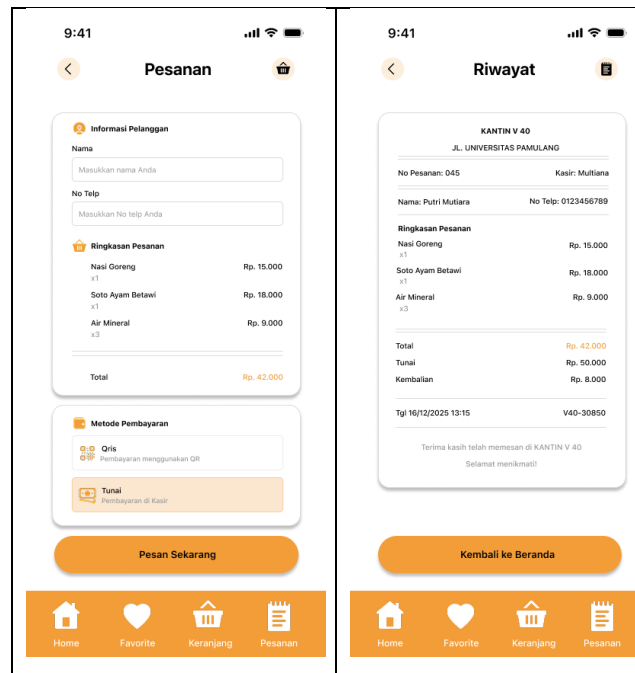 9:41
Pesanan
Informasi Pelanggan
Nama
Masukkan nama Anda
No Telp
Masukkan No telp Anda
Ringkasan Pesanan
Nasi Goreng Rp. 15.000
x1
Soto Ayam Betawi Rp. 18.000
x1
Air Mineral Rp. 9.000
x3
Total Rp. 42.000
Metode Pembayaran
Qris
Pembayaran menggunakan QR
Tunai
Pembayaran di Kasir
Pesan Sekarang
Home Favorite Keranjang Pesanan
9:41
Riwayat
KANTIN V 40
JL. UNIVERSITAS PAMULANG
No Pesanan: 045 Kasir: Multiana
Nama: Putri Mutiara No Telp: 0123456789
Ringkasan Pesanan
Nasi Goreng Rp. 15.000
x1
Soto Ayam Betawi Rp. 18.000
x1
Air Mineral Rp. 9.000
x3
Total Rp. 42.000
Tunai Rp. 50.000
Kembalian Rp. 8.000
Tgl 16/12/2025 13:15 V40-30850
Terima kasih telah memesan di KANTIN V 40
Selamat menikmati!
Kembali ke Beranda
Home Favorite Keranjang Pesanan